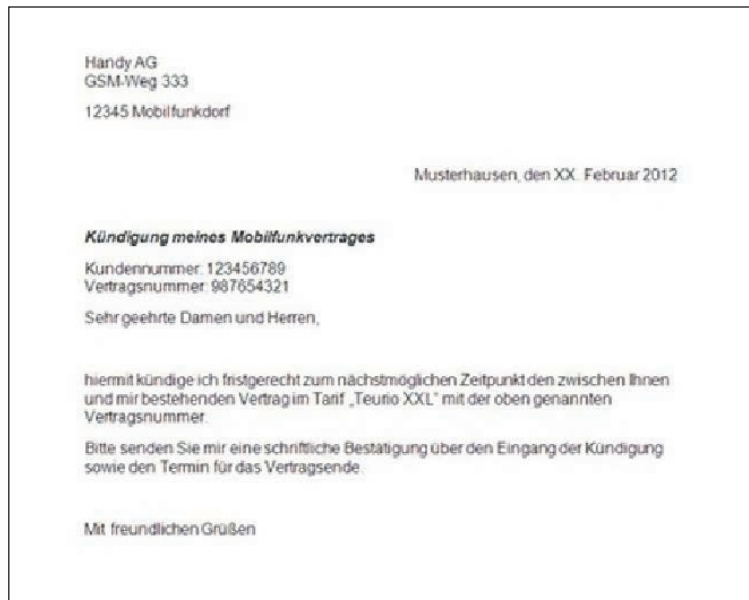 Handy AG
GSM-Weg 333
12345 Mobilfunkdorf
Musterhausen, den XX. Februar 2012
Kündigung meines Mobilfunkvertrages
Kundennummer: 123456789
Vertragsnummer: 987654321
Sehr geehrte Damen und Herren,
hiermit kündige ich fristgerecht zum nächstmöglichen Zeitpunkt den zwischen Ihnen
und mir bestehenden Vertrag im Tarif „Teurio XXL“ mit der oben genannten
Vertragsnummer.
Bitte senden Sie mir eine schriftliche Bestätigung über den Eingang der Kündigung
sowie den Termin für das Vertragsende.
Mit freundlichen Grüßen